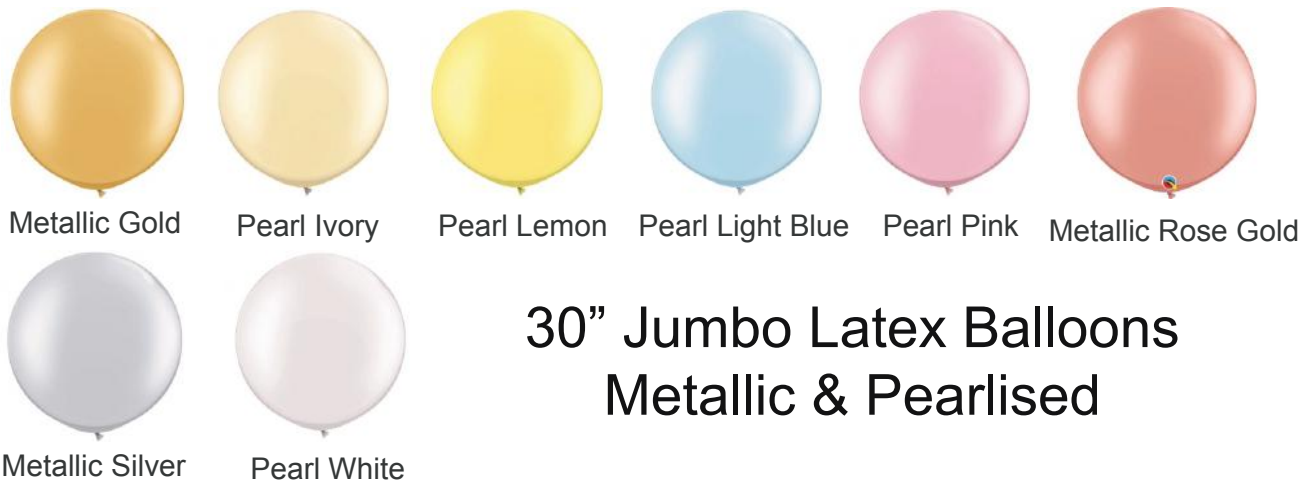 Metallic Gold
Pearl Ivory
Pearl Lemon
Pearl Light Blue
Pearl Pink
Metallic Rose Gold
30” Jumbo Latex Balloons
Metallic & Pearlised
Metallic Silver
Pearl White